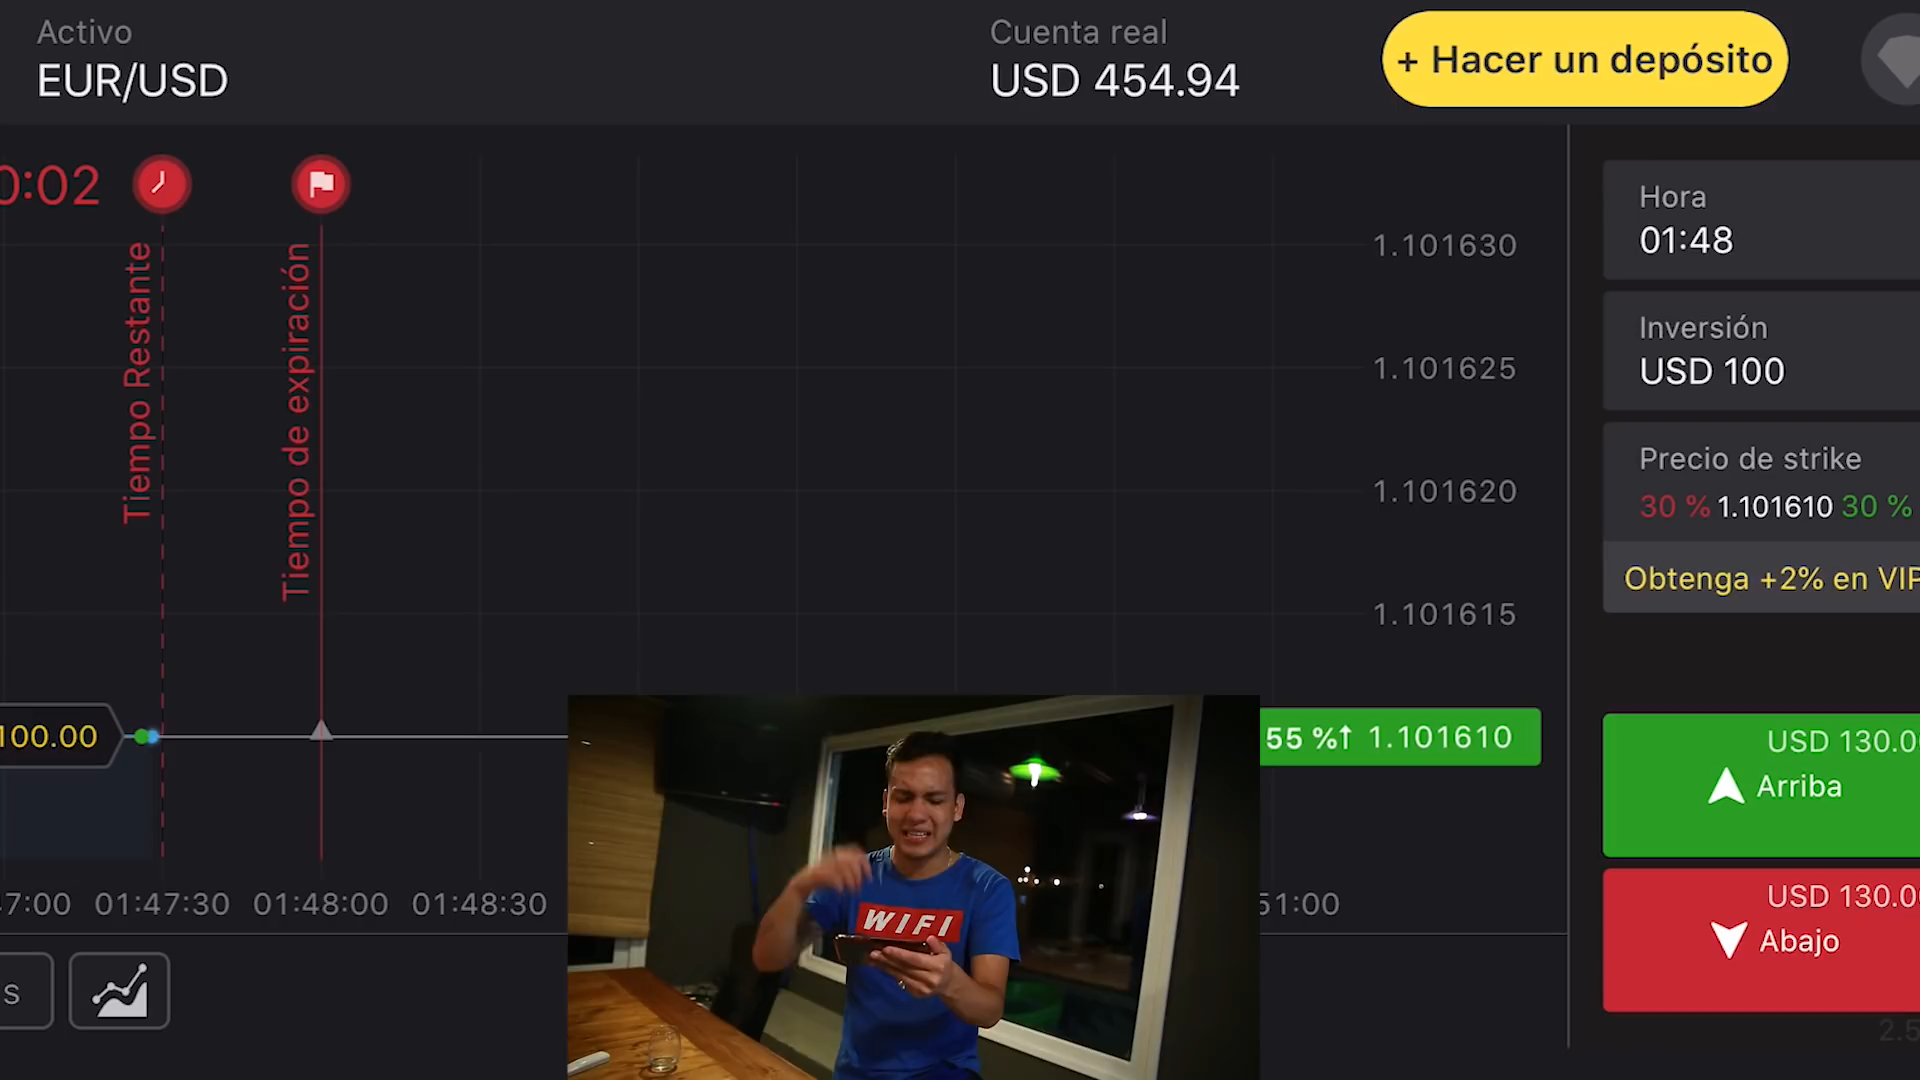 Activo
EUR/USD
Cuenta real
USD 454.94
+ Hacer un depósito
0:02
Tiempo Restante
Tiempo de expiración
1.101630
1.101625
1.101620
1.101615
55 %↑ 1.101610
100.00
7:00
01:47:30
01:48:00
01:48:30
51:00
s
Hora
01:48
Inversión
USD 100
Precio de strike
30 % 1.101610 30 %
Obtenga +2% en VIP
USD 130.0
Arriba
USD 130.0
Abajo
2.5
WIFI